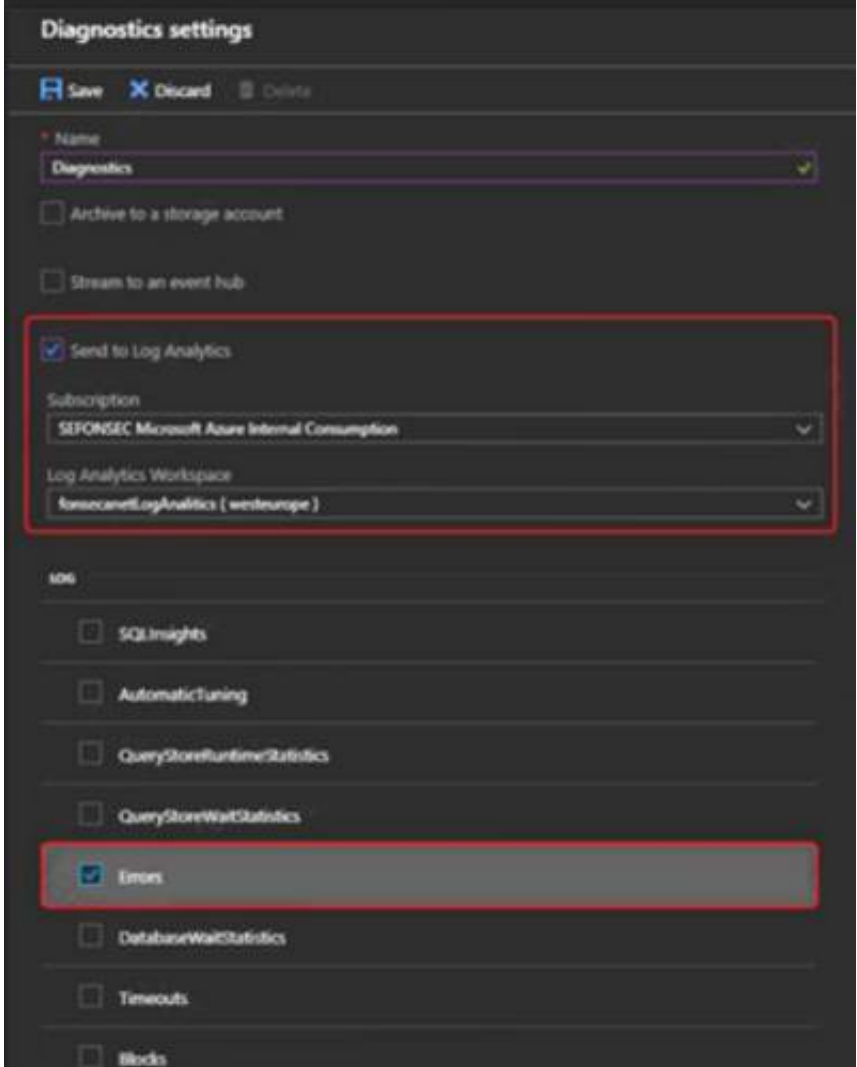 Diagnostics settings
Save Discard Delete
* Name
Diagnostics
Archive to a storage account
Stream to an event hub
Send to Log Analytics
Subscription
SEFONSEC Microsoft Azure Internal Consumption
Log Analytics Workspace
fonsecanetLogAnalitics ( westeurope )
LOG
SQLInsights
AutomaticTuning
QueryStoreRuntimeStatistics
QueryStoreWaitStatistics
Errors
DatabaseWaitStatistics
Timeouts
Blocks